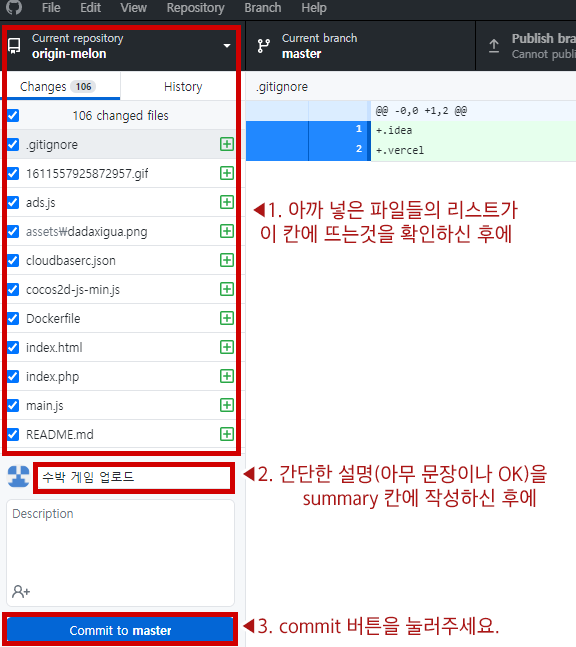 File Edit View Repository Branch Help
Current repository
origin-melon
Current branch
master
Publish bra
Cannot publi
Changes 106
History
.gitignore
106 changed files
@@ -0,0 +1,2 @@
.gitignore
1 +.idea
2 +.vercel
1611557925872957.gif
ads.js
assets₩dadaxigua.png
cloudbaserc.json
cocos2d-js-min.js
Dockerfile
index.html
index.php
main.js
README.md
◀1. 아까 넣은 파일들의 리스트가
이 칸에 뜨는것을 확인하신 후에
수박 게임 업로드
◀2. 간단한 설명(아무 문장이나 OK)을
summary 칸에 작성하신 후에
Description
Commit to master
◀3. commit 버튼을 눌러주세요.